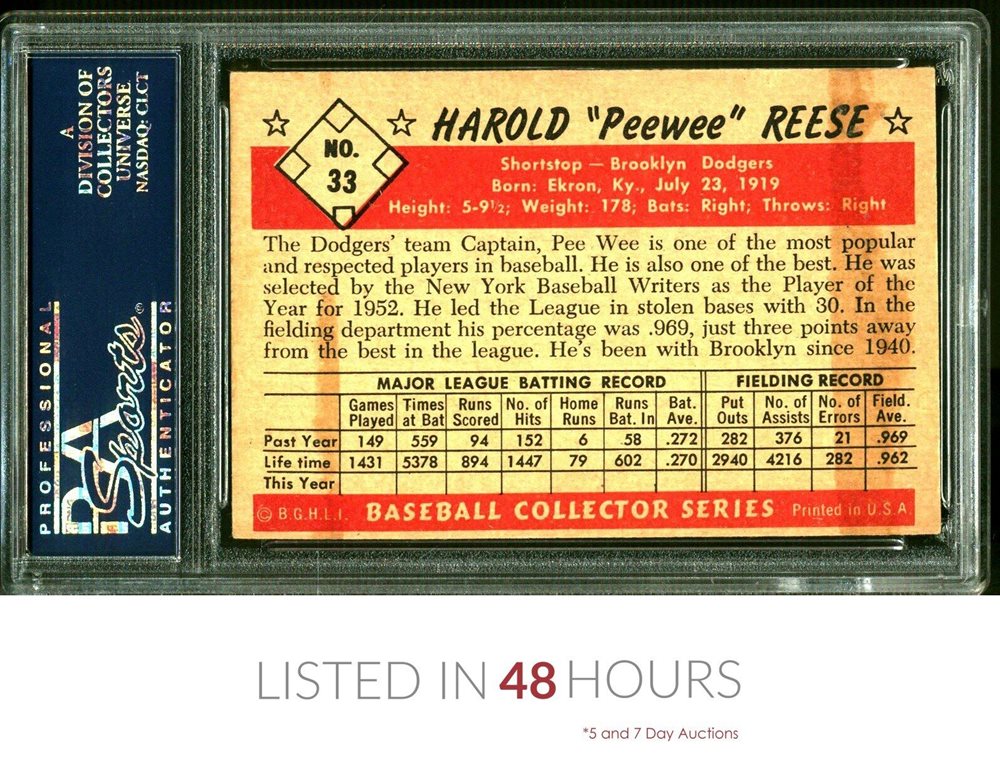 A
DIVISION OF
COLLECTORS
UNIVERSE
NASDAQ: CLCT
PROFESSIONAL
PSA
Sports®
AUTHENTICATOR
HAROLD "Peewee" REESE
NO.
33
Shortstop — Brooklyn Dodgers
Born: Ekron, Ky., July 23, 1919
Height: 5-9½; Weight: 178; Bats: Right; Throws: Right
The Dodgers' team Captain, Pee Wee is one of the most popular
and respected players in baseball. He is also one of the best. He was
selected by the New York Baseball Writers as the Player of the
Year for 1952. He led the League in stolen bases with 30. In the
fielding department his percentage was .969, just three points away
from the best in the league. He's been with Brooklyn since 1940.
MAJOR LEAGUE BATTING RECORD FIELDING RECORD
Games Times Runs No. of Home Runs Bat. Put No. of No. of Field.
Played at Bat Scored Hits Runs Bat. In Ave. Outs Assists Errors Ave.
Past Year 149 559 94 152 6 .58 .272 282 376 21 .969
Life time 1431 5378 894 1447 79 602 .270 2940 4216 282 .962
This Year
© B.G.H.L.I. BASEBALL COLLECTOR SERIES Printed in U.S.A.
LISTED IN 48 HOURS
*5 and 7 Day Auctions